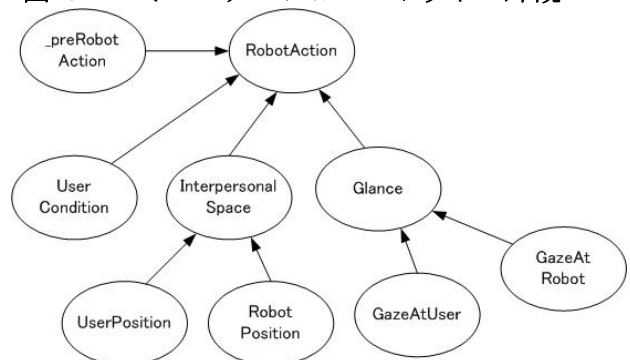 _preRobot
Action
RobotAction
User
Condition
Interpersonal
Space
Glance
GazeAt
Robot
UserPosition
Robot
Position
GazeAtUser